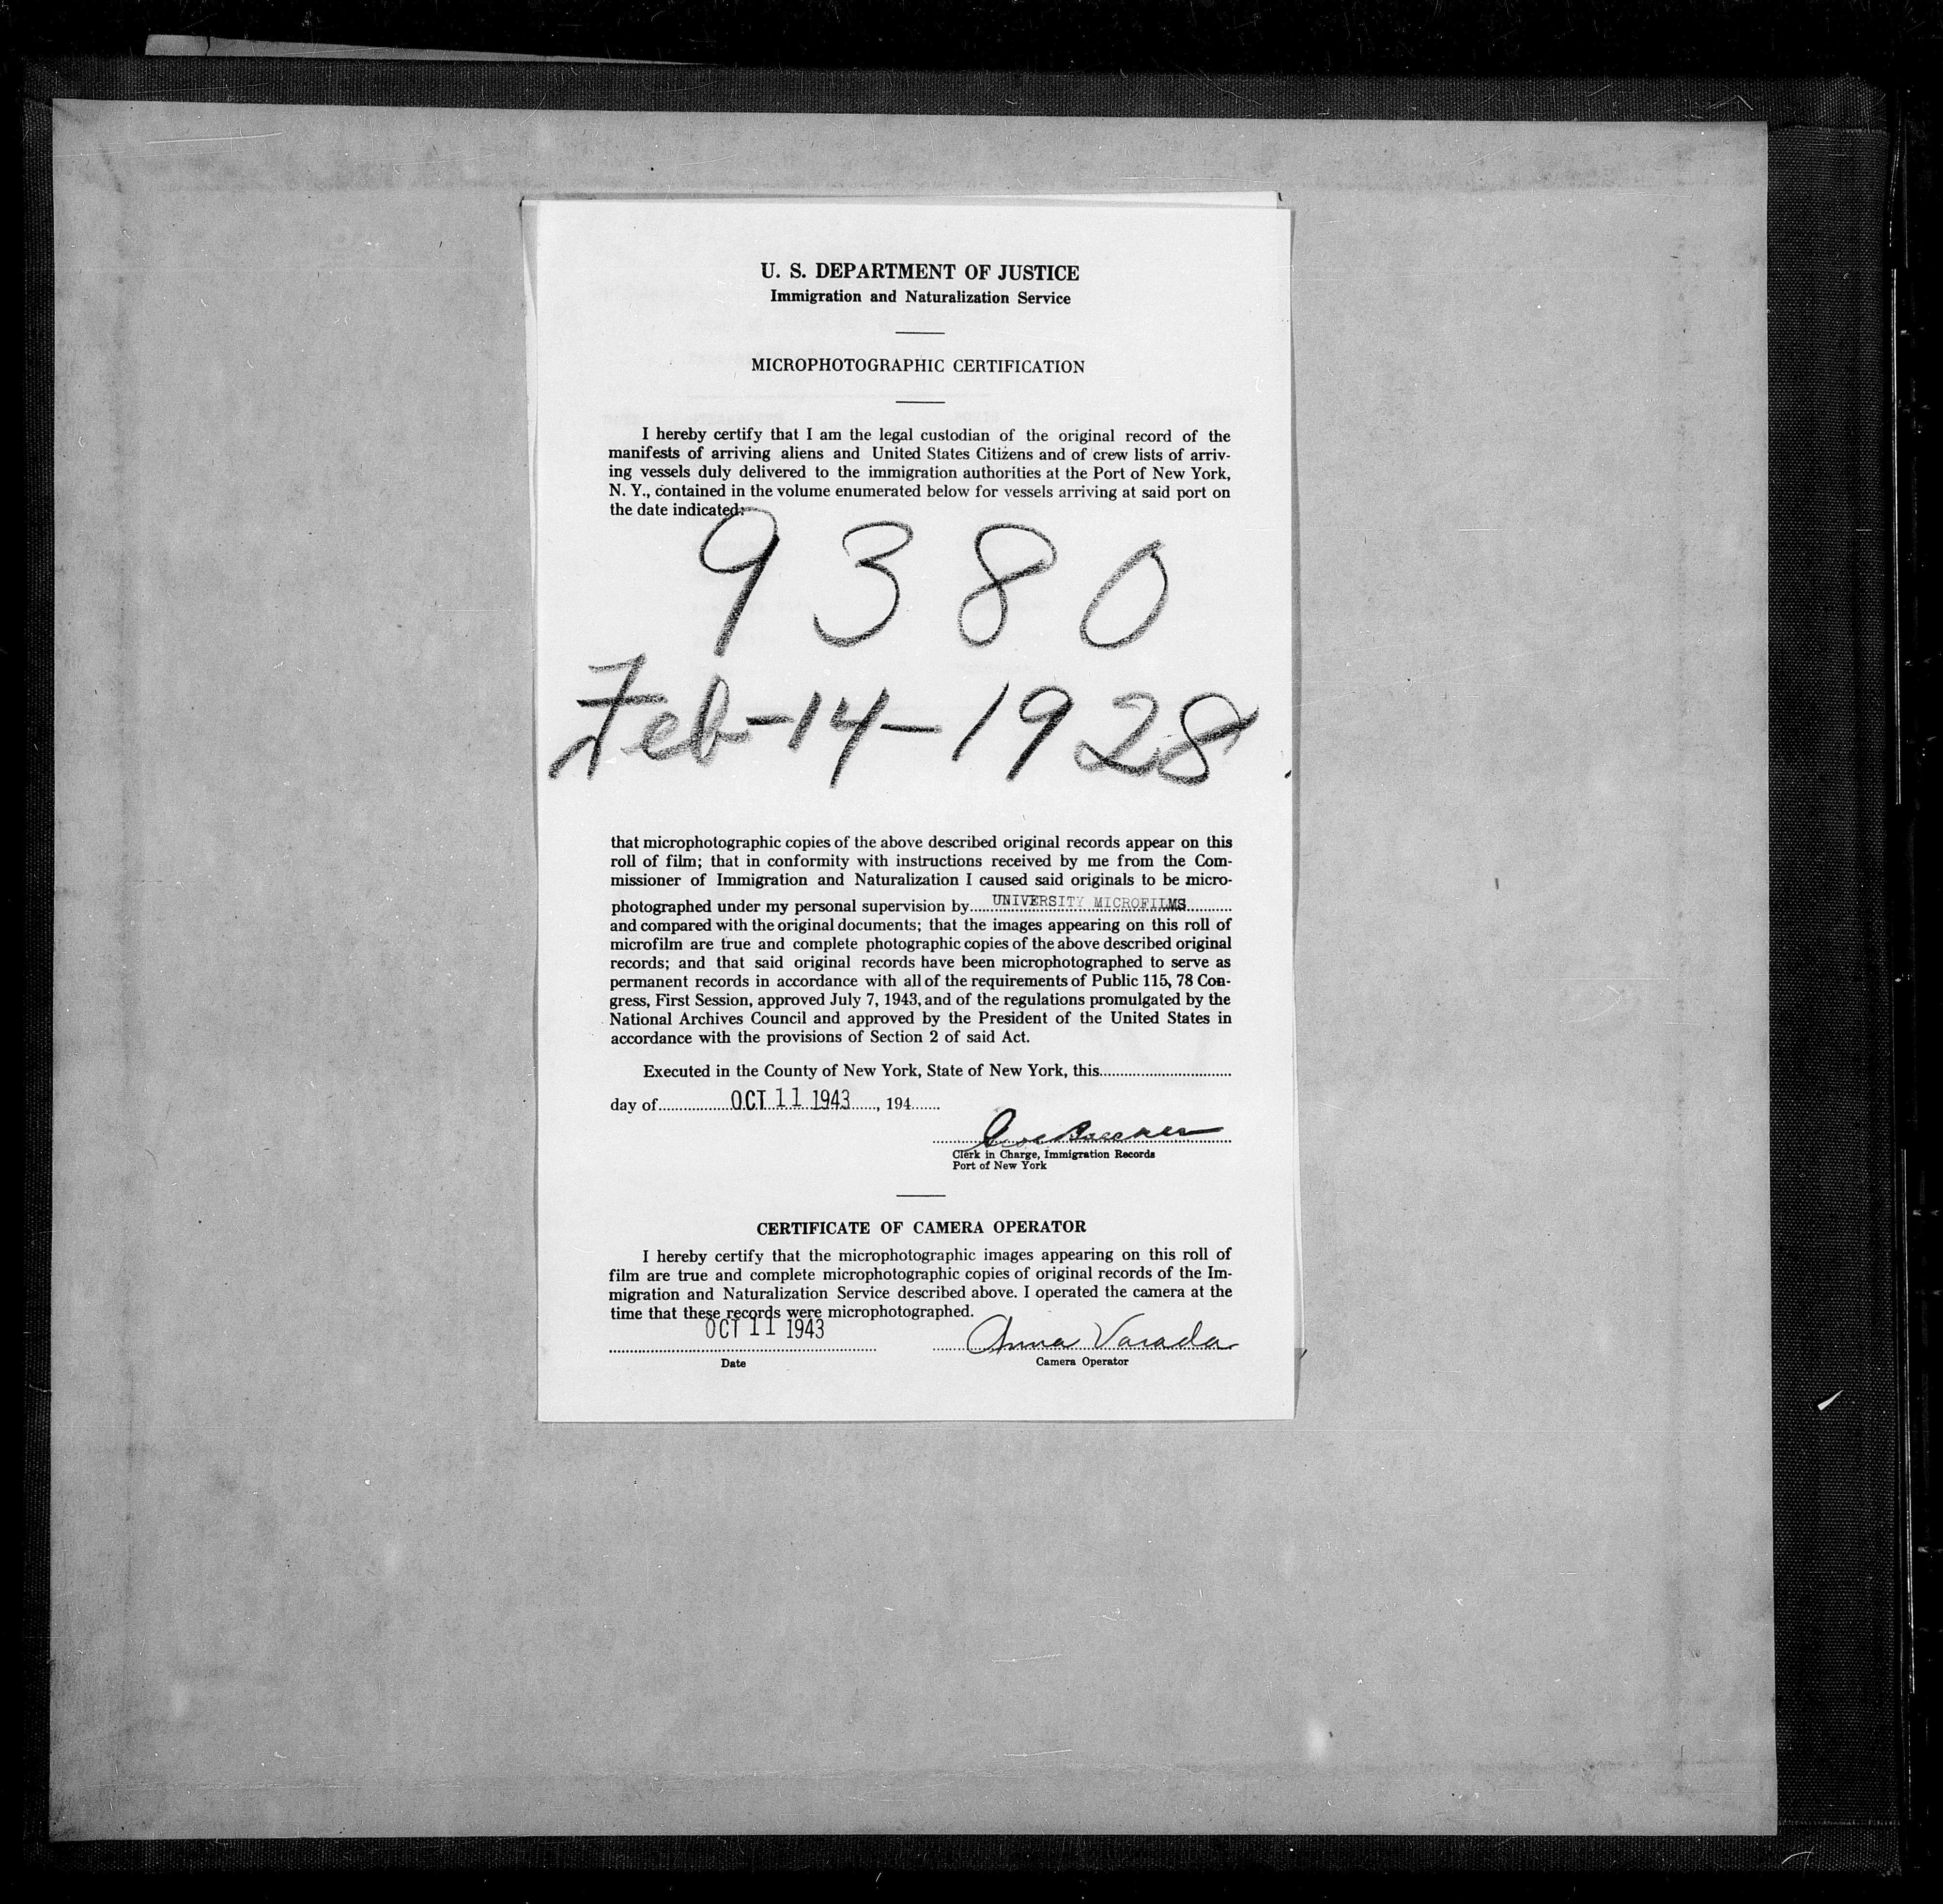 U. S. DEPARTMENT OF JUSTICE
Immigration and Naturalization Service
MICROPHOTOGRAPHIC CERTIFICATION
I hereby certify that I am the legal custodian of the original record of the
manifests of arriving aliens and United States Citizens and of crew lists of arriv-
ing vessels duly delivered to the immigration authorities at the Port of New York,
N. Y., contained in the volume enumerated below for vessels arriving at said port on
the date indicated:
9380
Feb-14-1928
that microphotographic copies of the above described original records appear on this
roll of film; that in conformity with instructions received by me from the Com-
missioner of Immigration and Naturalization I caused said originals to be micro-
photographed under my personal supervision by UNIVERSITY MICROFILMS
and compared with the original documents; that the images appearing on this roll of
microfilm are true and complete photographic copies of the above described original
records; and that said original records have been microphotographed to serve as
permanent records in accordance with all of the requirements of Public 115, 78 Con-
gress, First Session, approved July 7, 1943, and of the regulations promulgated by the
National Archives Council and approved by the President of the United States in
accordance with the provisions of Section 2 of said Act.
Executed in the County of New York, State of New York, this
day of OCT 11 1943, 194
Clerk in Charge, Immigration Records
Port of New York
CERTIFICATE OF CAMERA OPERATOR
I hereby certify that the microphotographic images appearing on this roll of
film are true and complete microphotographic copies of original records of the Im-
migration and Naturalization Service described above. I operated the camera at the
time that these records were microphotographed.
OCT 11 1943 Anna Varada
Date Camera Operator